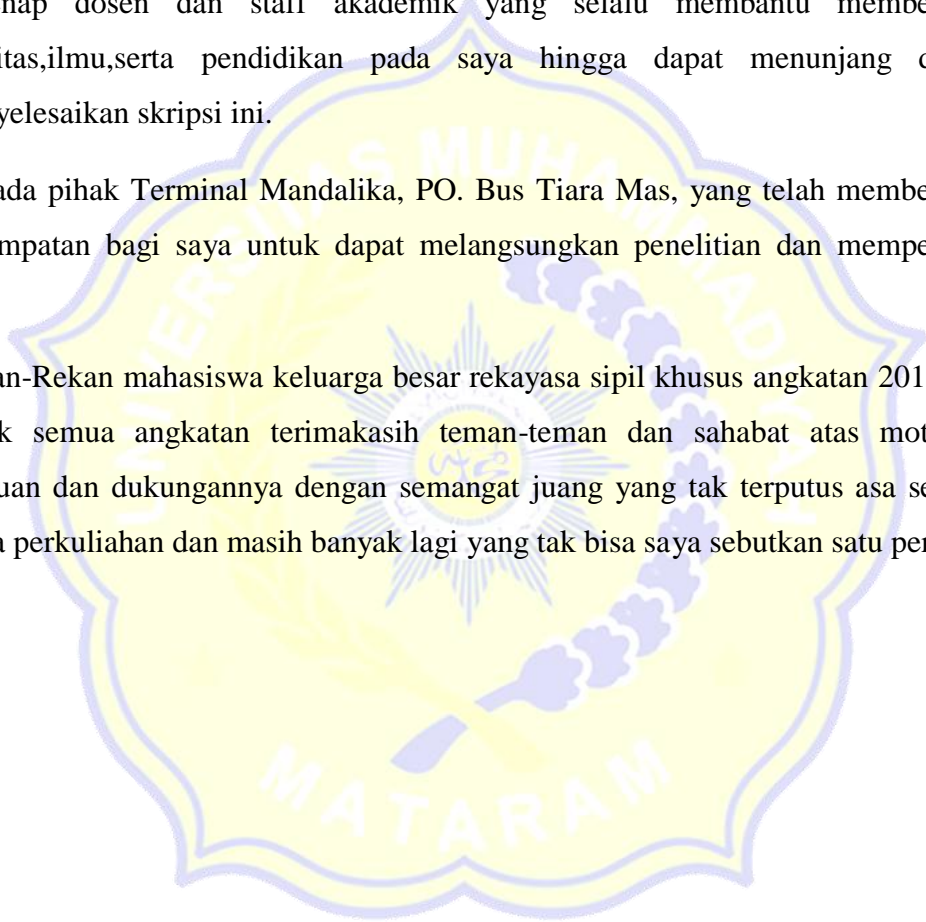 enap dosen dan staff akademik yang selalu membantu membe
itas,ilmu,serta pendidikan pada saya hingga dapat menunjang d
yelesaikan skripsi ini.
ada pihak Terminal Mandalika, PO. Bus Tiara Mas, yang telah membe
mpatan bagi saya untuk dapat melangsungkan penelitian dan mempe
an-Rekan mahasiswa keluarga besar rekayasa sipil khusus angkatan 201
k semua angkatan terimakasih teman-teman dan sahabat atas mot
uan dan dukungannya dengan semangat juang yang tak terputus asa se
a perkuliahan dan masih banyak lagi yang tak bisa saya sebutkan satu per
UNIVERSITAS MUHAMMADIYAH
MATARAM